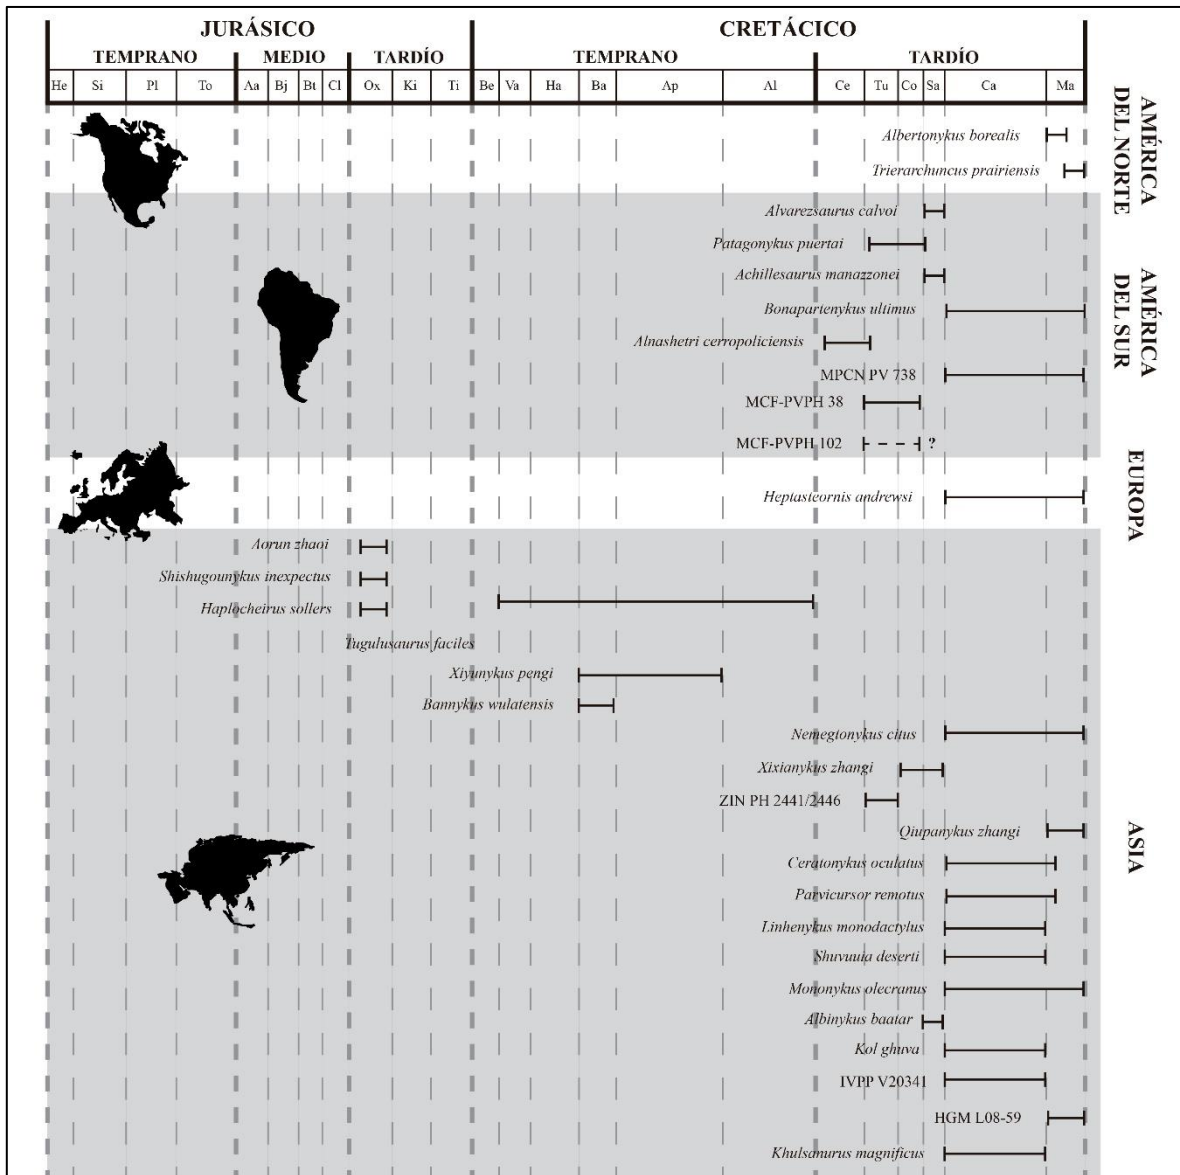 JURÁSICO CRETÁCICO
TEMPRANO MEDIO TARDÍO TEMPRANO TARDÍO
He Si Pl To Aa Bj Bt Cl Ox Ki Ti Be Va Ha Ba Ap Al Ce Tu Co Sa Ca Ma
AMÉRICA
DEL NORTE
Albertonykus borealis
Trierarchuncus prairiensis
AMÉRICA
DEL SUR
Alvarezsaurus calvoi
Patagonykus puertai
Achillesaurus manazzonei
Bonapartenykus ultimus
Alnashetri cerropoliciensis
MPCN PV 738
MCF-PVPH 38
MCF-PVPH 102 ?
EUROPA
Heptasteornis andrewsi
ASIA
Aorun zhaoi
Shishugounykus inexpectus
Haplocheirus sollers
Tugulusaurus faciles
Xiyunykus pengi
Bannykus wulatensis
Nemegtonykus citus
Xixianykus zhangi
ZIN PH 2441/2446
Qiupanykus zhangi
Ceratonykus oculatus
Parvicursor remotus
Linhenykus monodactylus
Shuvuuia deserti
Mononykus olecranus
Albinykus baatar
Kol ghuva
IVPP V20341
HGM L08-59
Khulsanurus magnificus